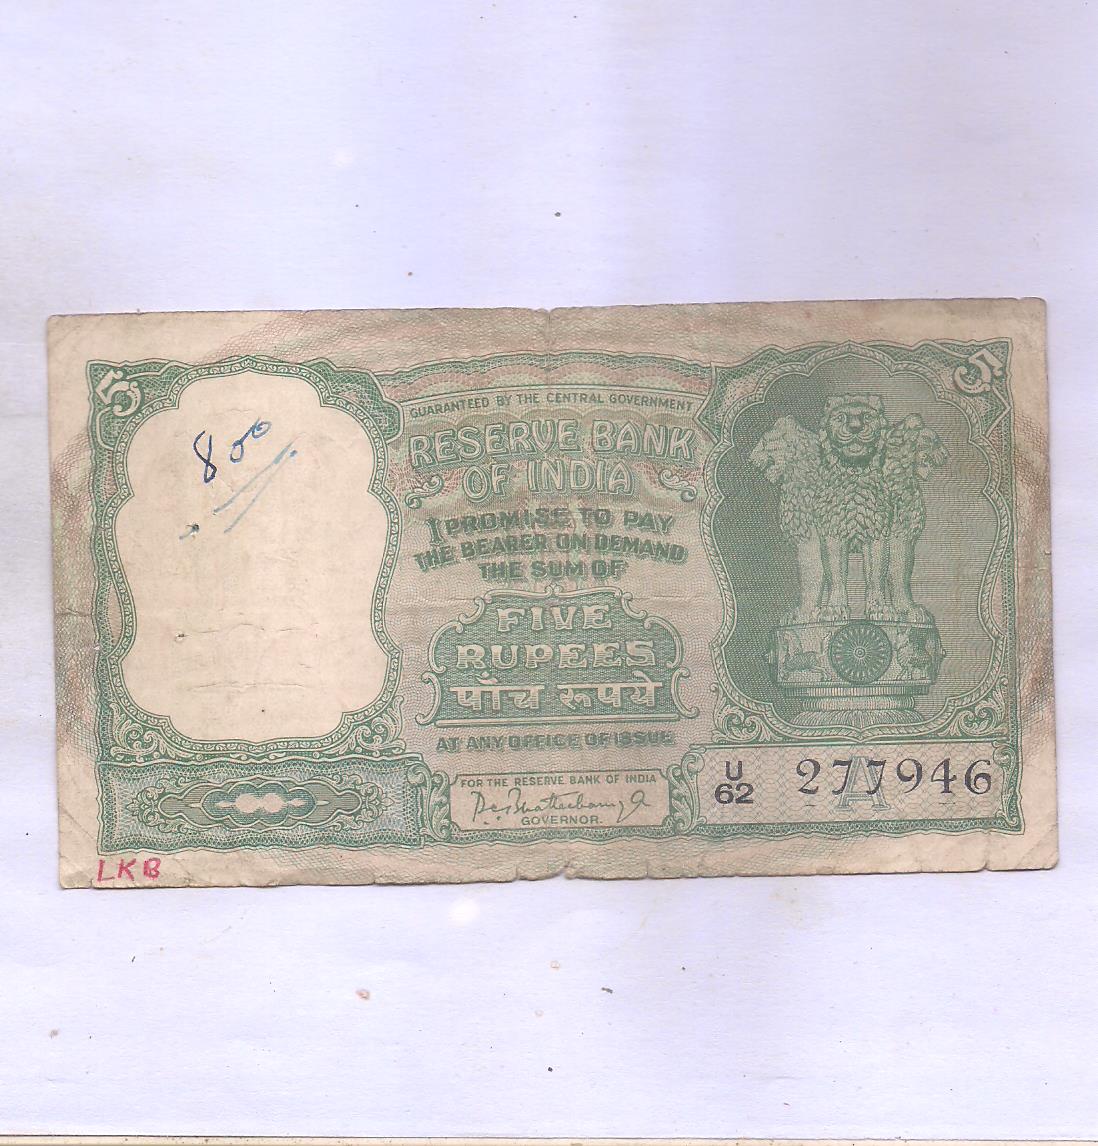 5
5
800
GUARANTEED BY THE CENTRAL GOVERNMENT
RESERVE BANK
OF INDIA
I PROMISE TO PAY
THE BEARER ON DEMAND
THE SUM OF
FIVE
RUPEES
पाँच रूपये
AT ANY OFFICE OF ISSUE
FOR THE RESERVE BANK OF INDIA
GOVERNOR.
U
62
277946
A
LKB